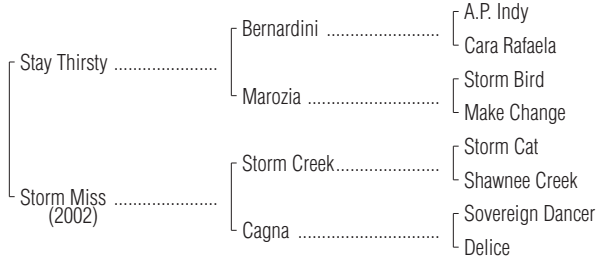 A.P. Indy
Bernardini ........................
Cara Rafaela
Stay Thirsty ......................
Storm Bird
Marozia ............................
Make Change
Storm Cat
Storm Creek......................
Shawnee Creek
Storm Miss ......................
(2002)
Sovereign Dancer
Cagna ..............................
Delice